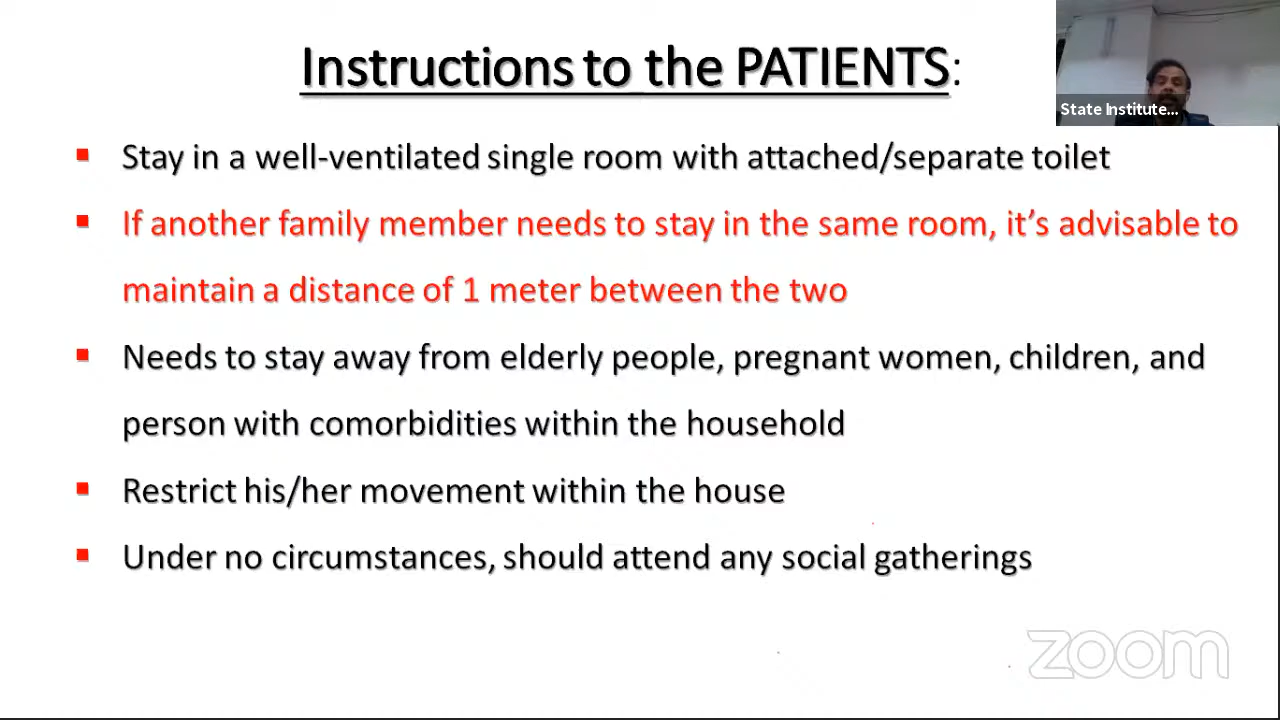 Instructions to the PATIENTS:
State Institute...
▪ Stay in a well-ventilated single room with attached/separate toilet
▪ If another family member needs to stay in the same room, it’s advisable to
maintain a distance of 1 meter between the two
▪ Needs to stay away from elderly people, pregnant women, children, and
person with comorbidities within the household
▪ Restrict his/her movement within the house
▪ Under no circumstances, should attend any social gatherings
zoom